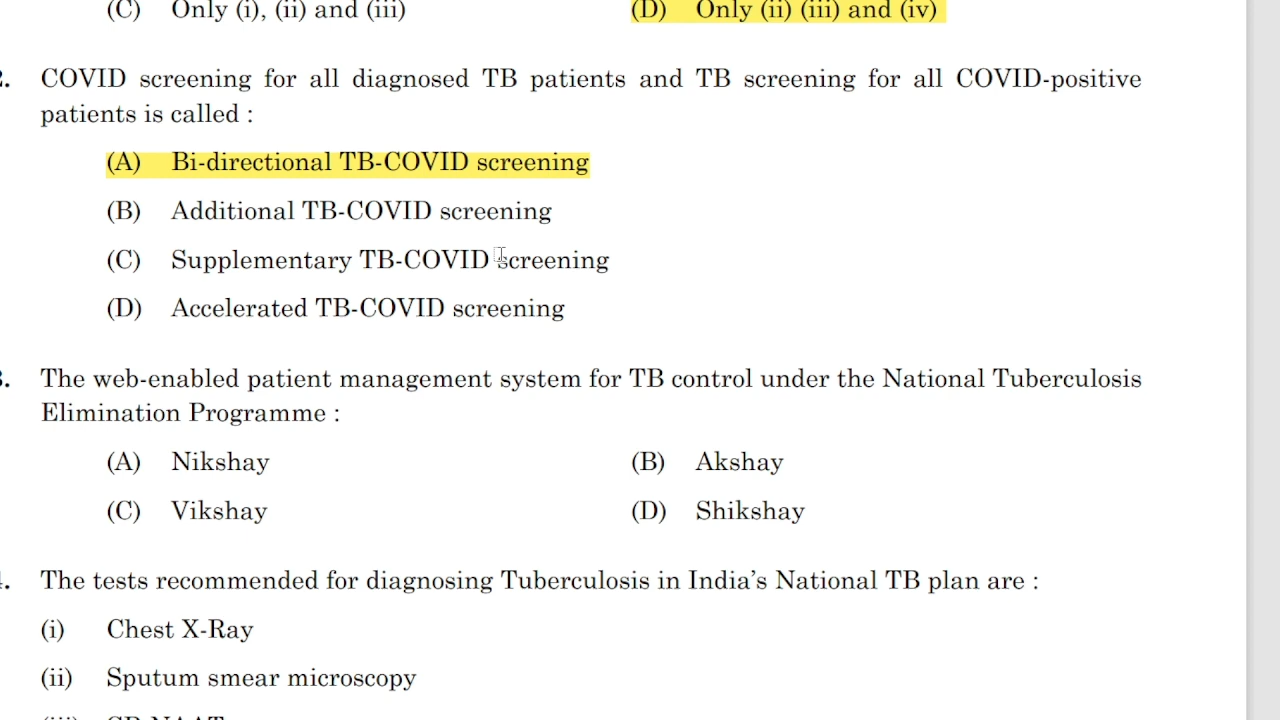 (C) Only (i), (ii) and (iii) (D) Only (ii) (iii) and (iv)
2. COVID screening for all diagnosed TB patients and TB screening for all COVID-positive
patients is called :
(A) Bi-directional TB-COVID screening
(B) Additional TB-COVID screening
(C) Supplementary TB-COVID screening
(D) Accelerated TB-COVID screening
3. The web-enabled patient management system for TB control under the National Tuberculosis
Elimination Programme :
(A) Nikshay (B) Akshay
(C) Vikshay (D) Shikshay
4. The tests recommended for diagnosing Tuberculosis in India’s National TB plan are :
(i) Chest X-Ray
(ii) Sputum smear microscopy